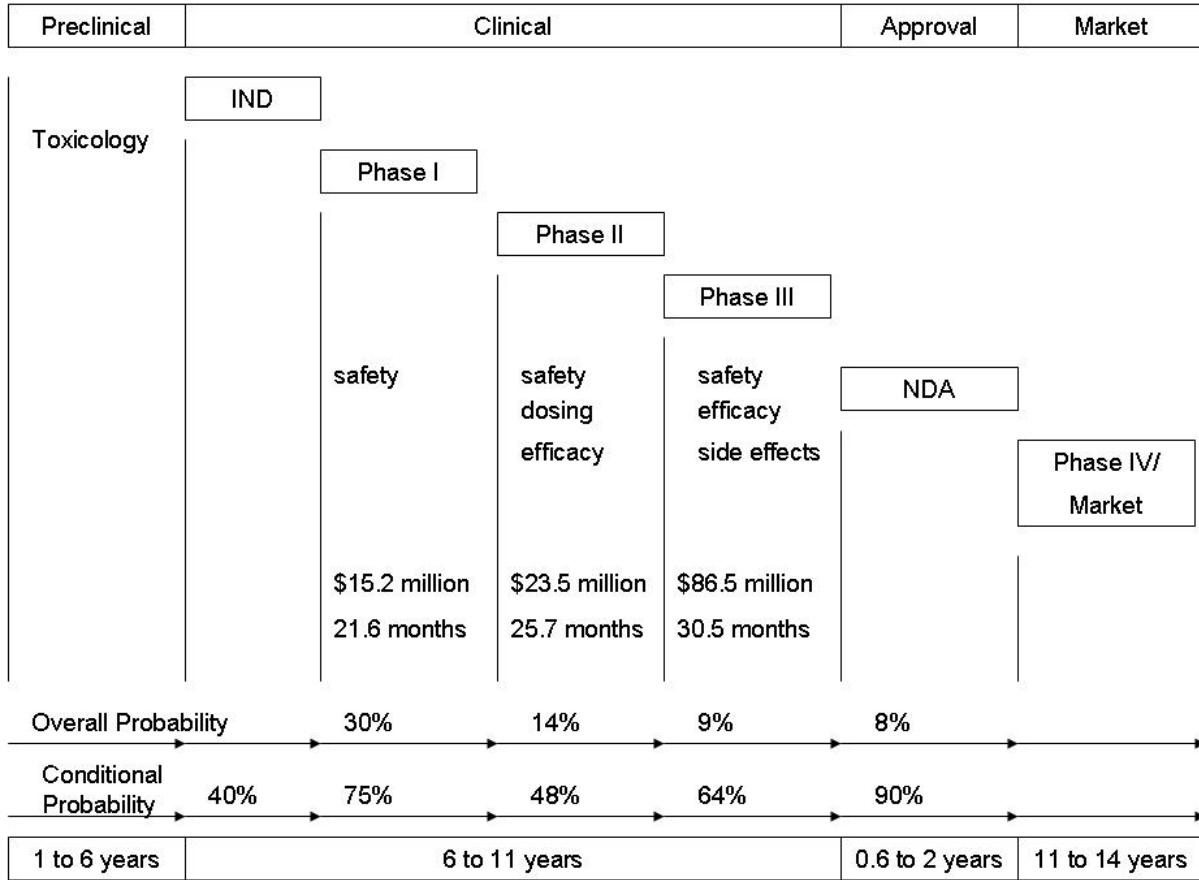 Preclinical
Clinical
Approval
Market
IND
Toxicology
Phase I
Phase II
Phase III
safety
safety
dosing
efficacy
safety
efficacy
side effects
NDA
Phase IV/
Market
$15.2 million
21.6 months
$23.5 million
25.7 months
$86.5 million
30.5 months
Overall Probability
30%
14%
9%
8%
Conditional
Probability
40%
75%
48%
64%
90%
1 to 6 years
6 to 11 years
0.6 to 2 years
11 to 14 years